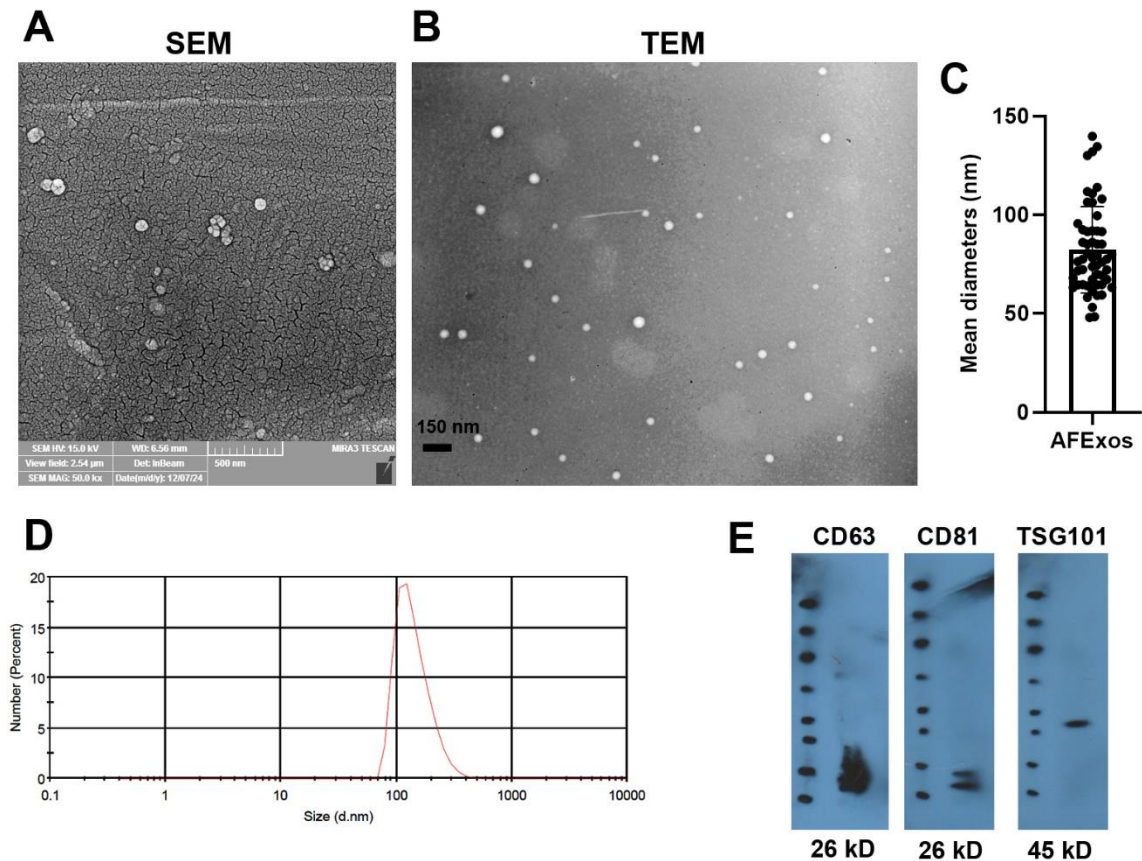 A
SEM
SEM HV: 15.0 kV
WD: 6.56 mm
MIRA3 TESCAN
View field: 2.54 μm
Det: InBeam
500 nm
SEM MAG: 50.0 kx
Date(m/d/y): 12/07/24
B
TEM
150 nm
C
Mean diameters (nm)
150
100
50
0
AFExos
D
Number (Percent)
20
15
10
5
0
0.1
1
10
100
1000
10000
Size (d.nm)
E
CD63
CD81
TSG101
26 kD
26 kD
45 kD